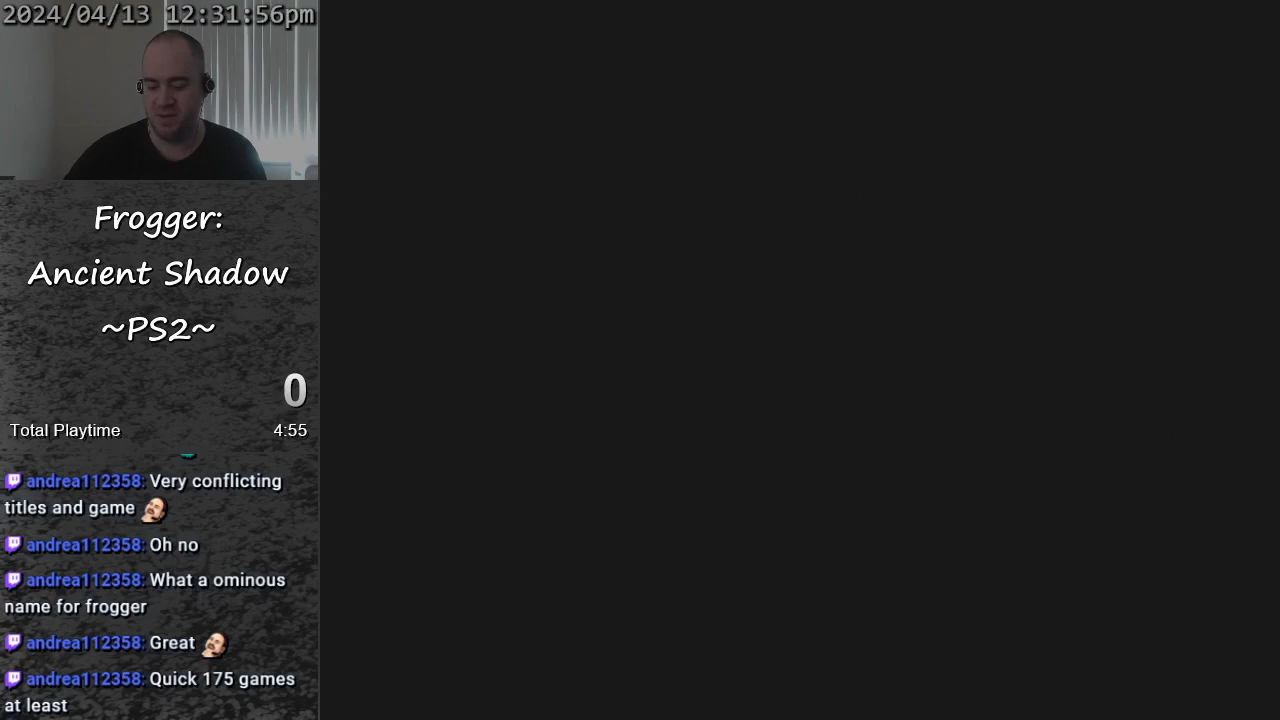 2024/04/13 12:31:56pm
Frogger:
Ancient Shadow
~PS2~
0
Total Playtime 4:55
andrea112358: Very conflicting
titles and game
andrea112358: Oh no
andrea112358: What a ominous
name for frogger
andrea112358: Great
andrea112358: Quick 175 games
at least